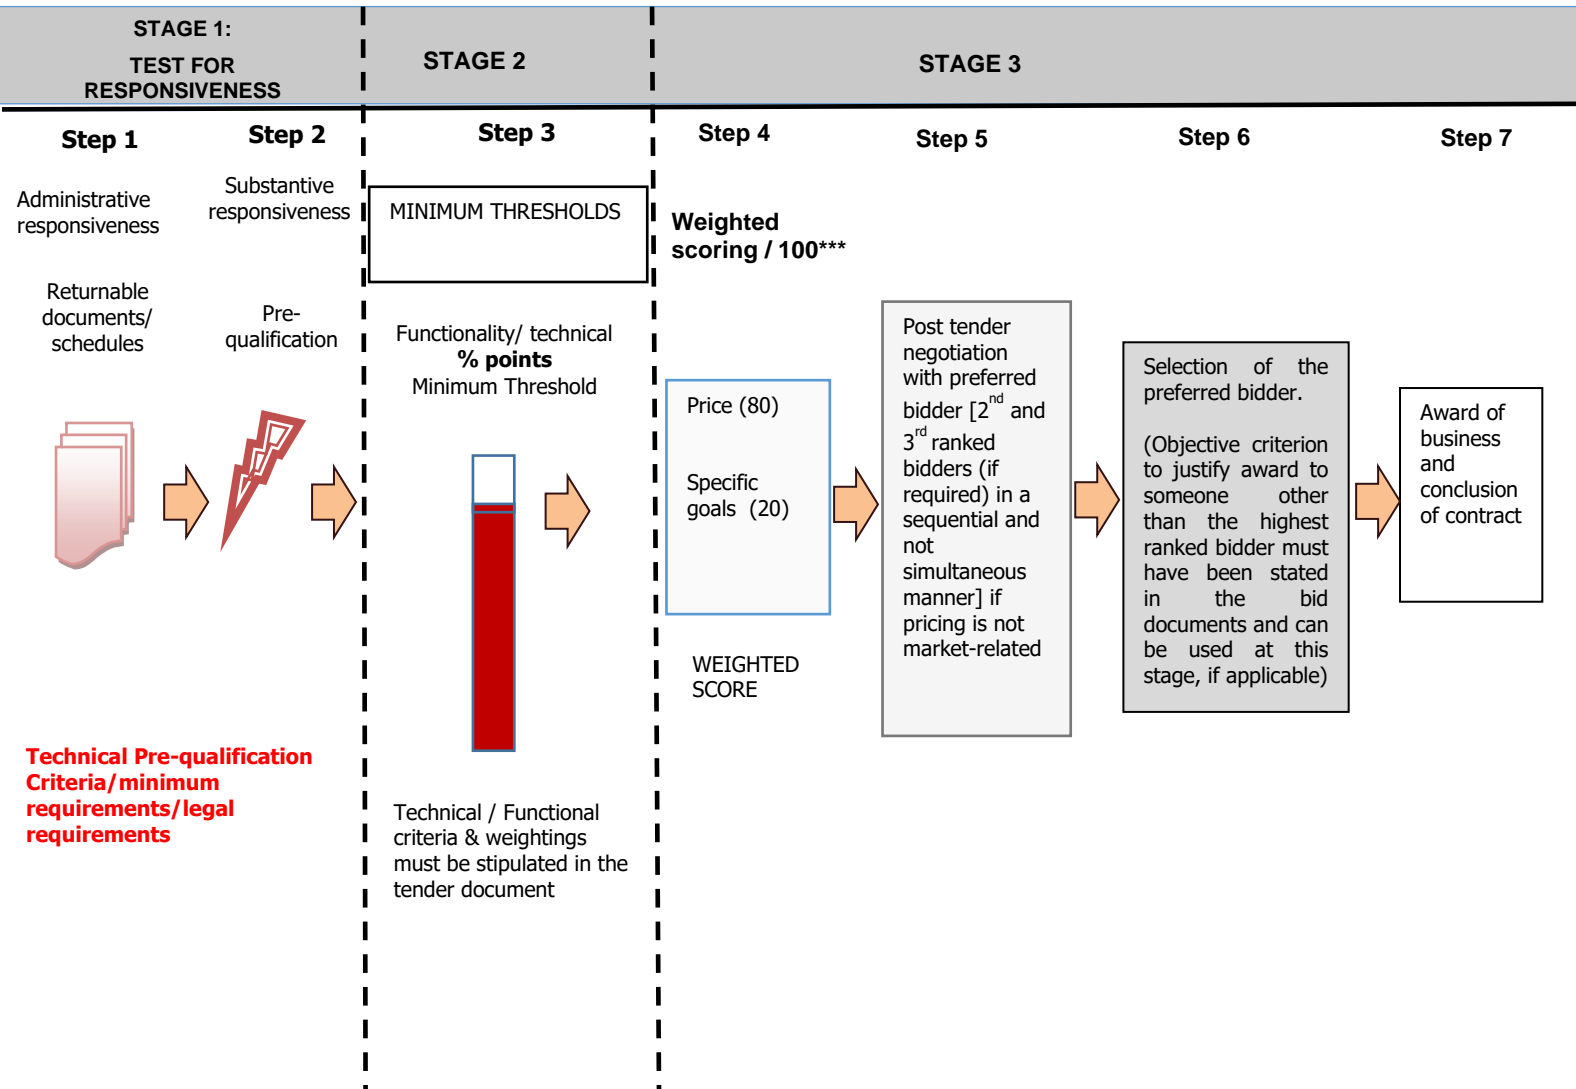 STAGE 1:
TEST FOR
RESPONSIVENESS
STAGE 2
STAGE 3
Step 1
Step 2
Step 3
Step 4
Step 5
Step 6
Step 7
Administrative
responsiveness
Returnable
documents/
schedules
Substantive
responsiveness
Pre-
qualification
Technical Pre-qualification
Criteria/minimum
requirements/legal
requirements
MINIMUM THRESHOLDS
Functionality/ technical
% points
Minimum Threshold
Technical / Functional
criteria & weightings
must be stipulated in the
tender document
Weighted
scoring / 100***
Price (80)
Specific
goals (20)
WEIGHTED
SCORE
Post tender
negotiation
with preferred
bidder [2nd and
3rd ranked
bidders (if
required) in a
sequential and
not
simultaneous
manner] if
pricing is not
market-related
Selection of the
preferred bidder.
(Objective criterion
to justify award to
someone other
than the highest
ranked bidder must
have been stated
in the bid
documents and can
be used at this
stage, if applicable)
Award of
business
and
conclusion
of contract